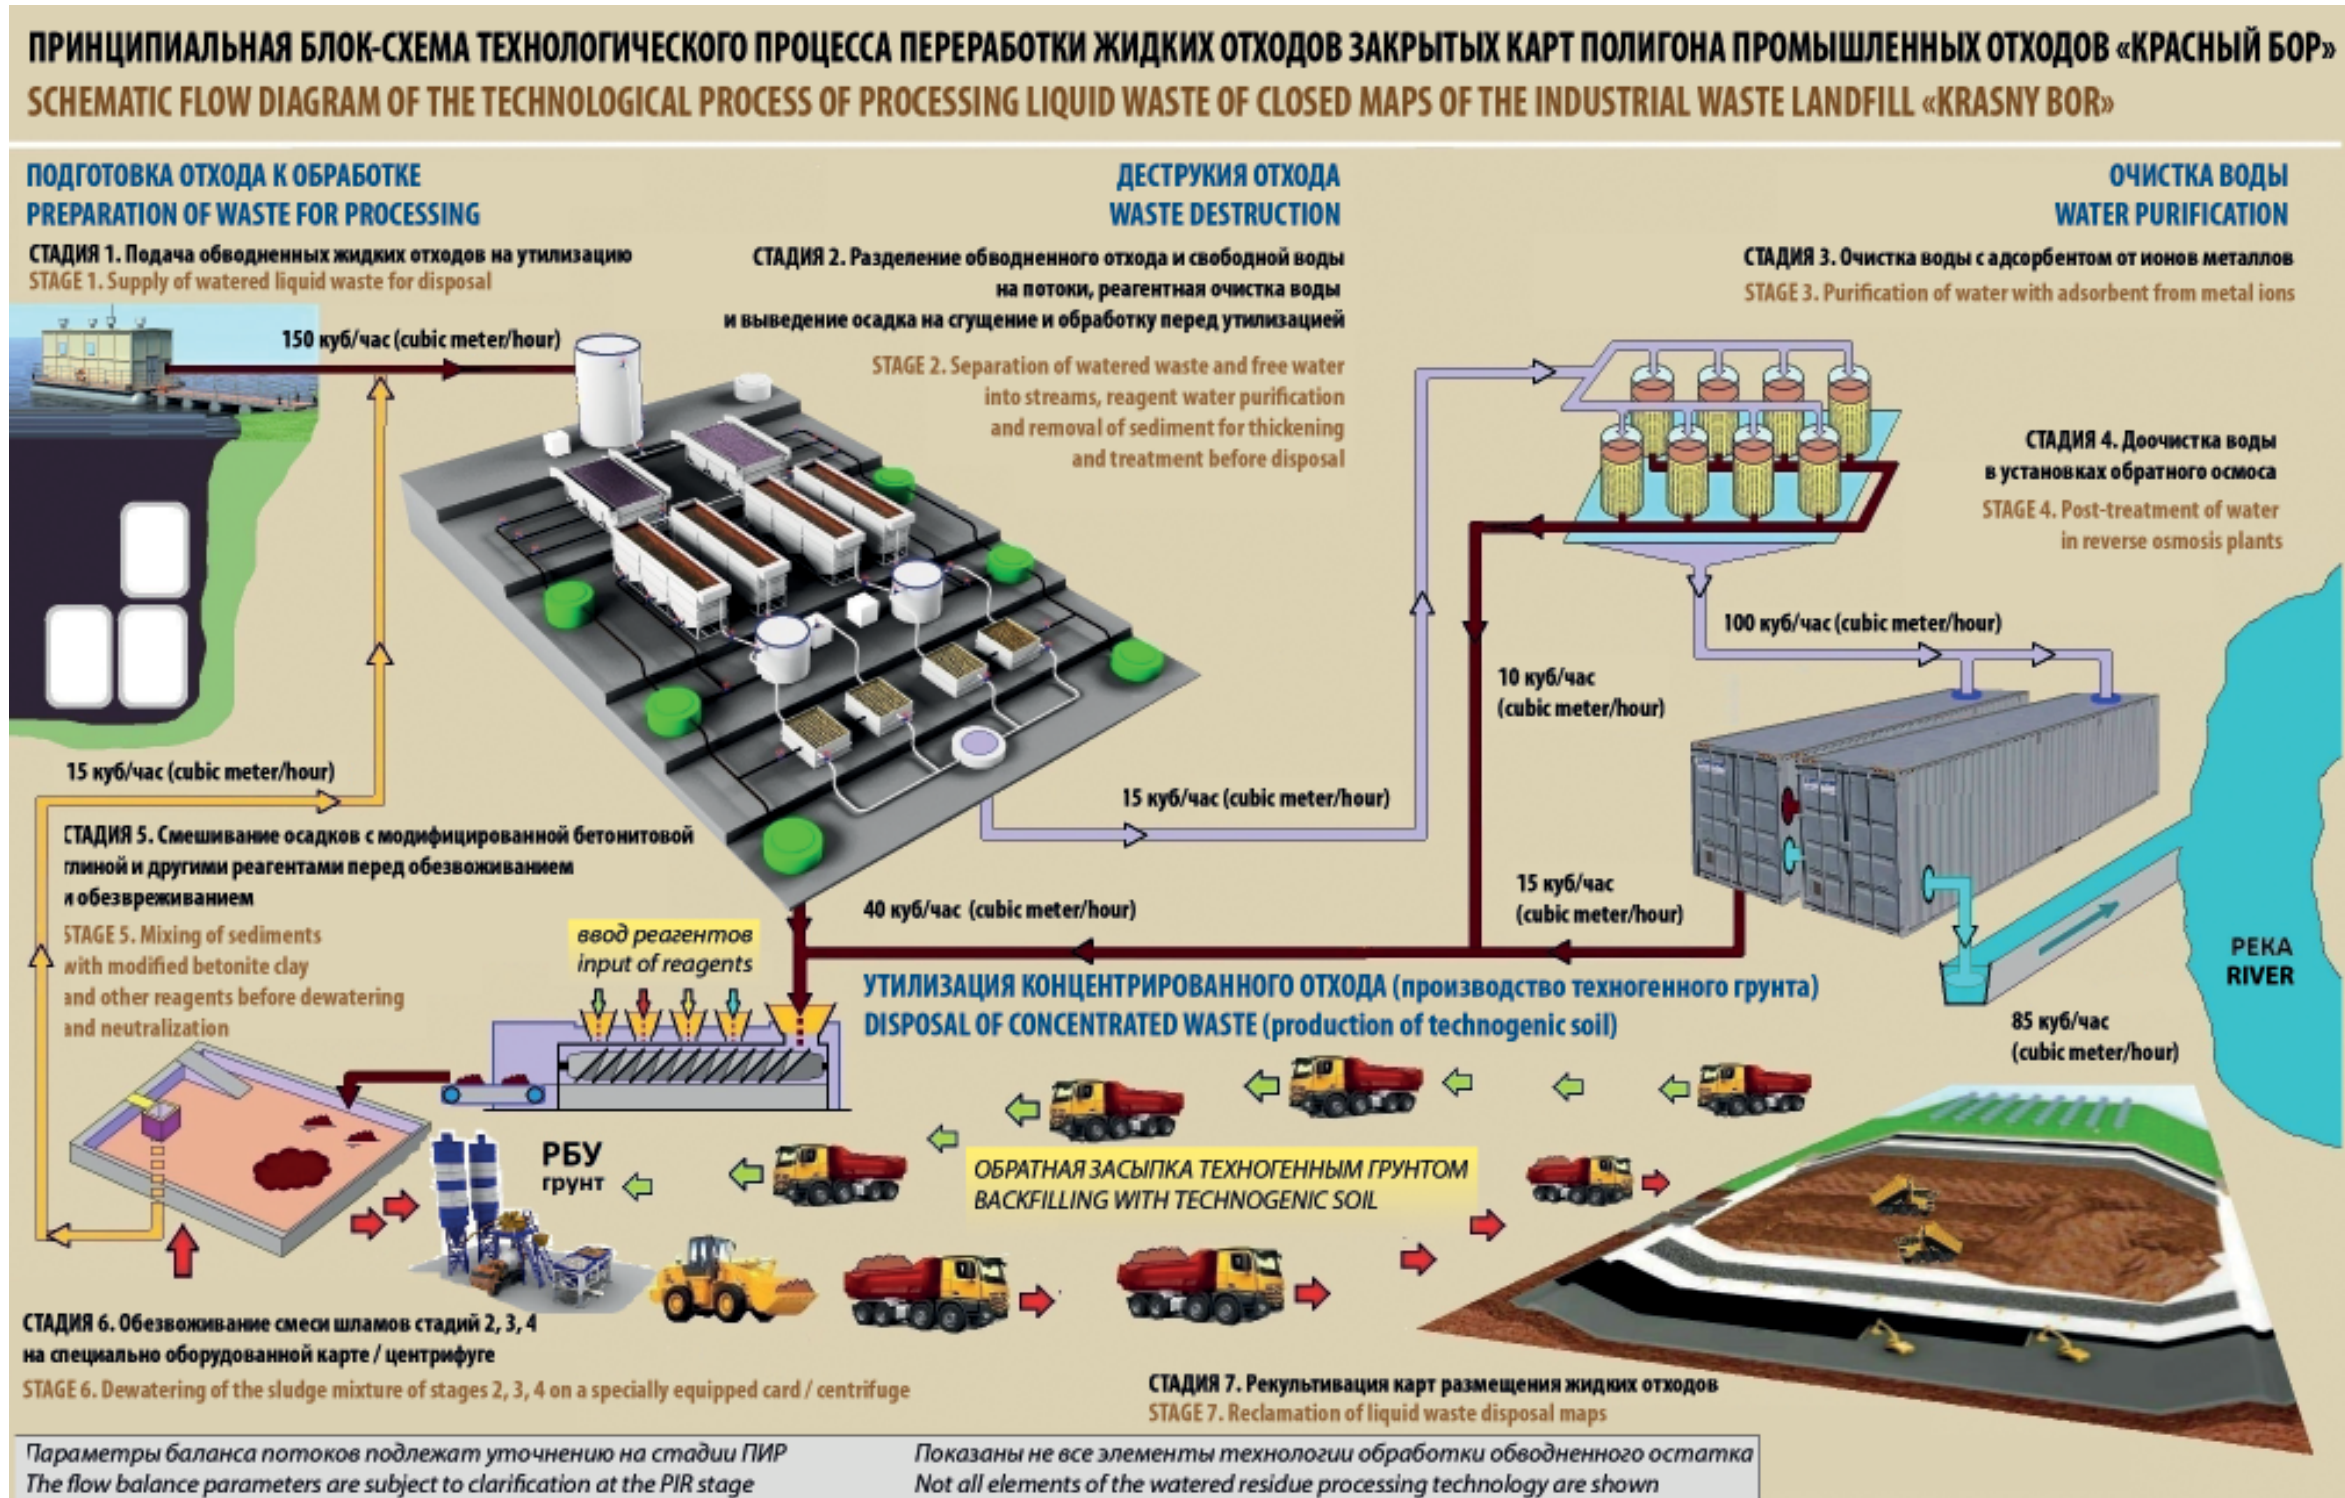 ПРИНЦИПИАЛЬНАЯ БЛОК-СХЕМА ТЕХНОЛОГИЧЕСКОГО ПРОЦЕССА ПЕРЕРАБОТКИ ЖИДКИХ ОТХОДОВ ЗАКРЫТЫХ КАРТ ПОЛИГОНА ПРОМЫШЛЕННЫХ ОТХОДОВ «КРАСНЫЙ БОР»
SCHEMATIC FLOW DIAGRAM OF THE TECHNOLOGICAL PROCESS OF PROCESSING LIQUID WASTE OF CLOSED MAPS OF THE INDUSTRIAL WASTE LANDFILL «KRASNY BOR»
ПОДГОТОВКА ОТХОДА К ОБРАБОТКЕ
PREPARATION OF WASTE FOR PROCESSING
СТАДИЯ 1. Подача обводненных жидких отходов на утилизацию
STAGE 1. Supply of watered liquid waste for disposal
150 куб/час (cubic meter/hour)
ДЕСТРУКИЯ ОТХОДА
WASTE DESTRUCTION
СТАДИЯ 2. Разделение обводненного отхода и свободной воды
на потоки, реагентная очистка воды
и выведение осадка на сгущение и обработку перед утилизацией
STAGE 2. Separation of watered waste and free water
into streams, reagent water purification
and removal of sediment for thickening
and treatment before disposal
ОЧИСТКА ВОДЫ
WATER PURIFICATION
СТАДИЯ 3. Очистка воды с адсорбентом от ионов металлов
STAGE 3. Purification of water with adsorbent from metal ions
СТАДИЯ 4. Доочистка воды
в установках обратного осмоса
STAGE 4. Post-treatment of water
in reverse osmosis plants
100 куб/час (cubic meter/hour)
10 куб/час
(cubic meter/hour)
15 куб/час (cubic meter/hour)
15 куб/час (cubic meter/hour)
СТАДИЯ 5. Смешивание осадков с модифицированной бетонитовой
глиной и другими реагентами перед обезвоживанием
и обезвреживанием
STAGE 5. Mixing of sediments
with modified betonite clay
and other reagents before dewatering
and neutralization
40 куб/час (cubic meter/hour)
15 куб/час
(cubic meter/hour)
РЕКА
RIVER
85 куб/час
(cubic meter/hour)
ввод реагентов
input of reagents
УТИЛИЗАЦИЯ КОНЦЕНТРИРОВАННОГО ОТХОДА (производство техногенного грунта)
DISPOSAL OF CONCENTRATED WASTE (production of technogenic soil)
РБУ
грунт
ОБРАТНАЯ ЗАСЫПКА ТЕХНОГЕННЫМ ГРУНТОМ
BACKFILLING WITH TECHNOGENIC SOIL
СТАДИЯ 6. Обезвоживание смеси шламов стадий 2, 3, 4
на специально оборудованной карте / центрифуге
STAGE 6. Dewatering of the sludge mixture of stages 2, 3, 4 on a specially equipped card / centrifuge
СТАДИЯ 7. Рекультивация карт размещения жидких отходов
STAGE 7. Reclamation of liquid waste disposal maps
Параметры баланса потоков подлежат уточнению на стадии ПИР
The flow balance parameters are subject to clarification at the PIR stage
Показаны не все элементы технологии обработки обводненного остатка
Not all elements of the watered residue processing technology are shown